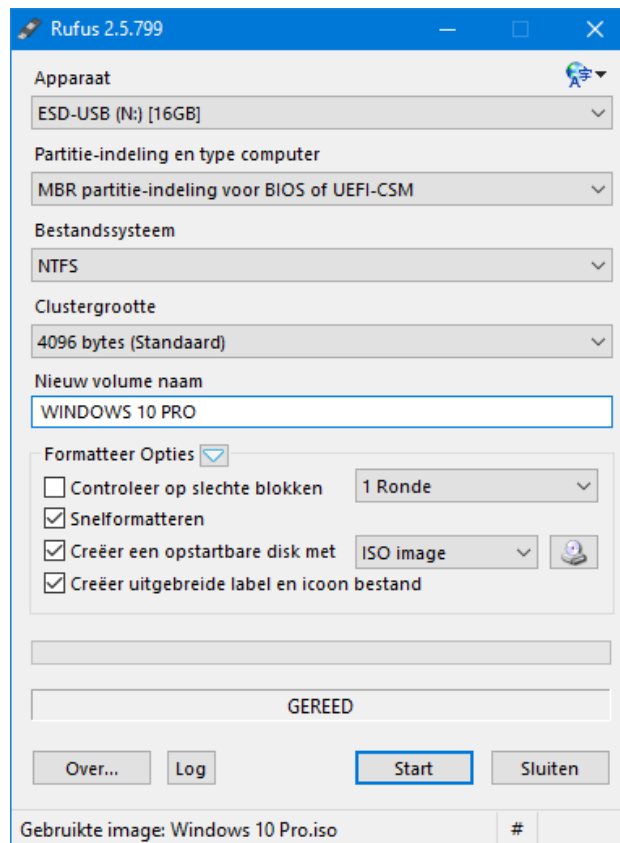 Rufus 2.5.799
Apparaat
ESD-USB (N:) [16GB]
Partitie-indeling en type computer
MBR partitie-indeling voor BIOS of UEFI-CSM
Bestandssysteem
NTFS
Clustergrootte
4096 bytes (Standaard)
Nieuw volume naam
WINDOWS 10 PRO
Formatteer Opties
Controleer op slechte blokken 1 Ronde
Snelformatteren
Creëer een opstartbare disk met ISO image
Creëer uitgebreide label en icoon bestand
GEREED
Over... Log Start Sluiten
Gebruikte image: Windows 10 Pro.iso #